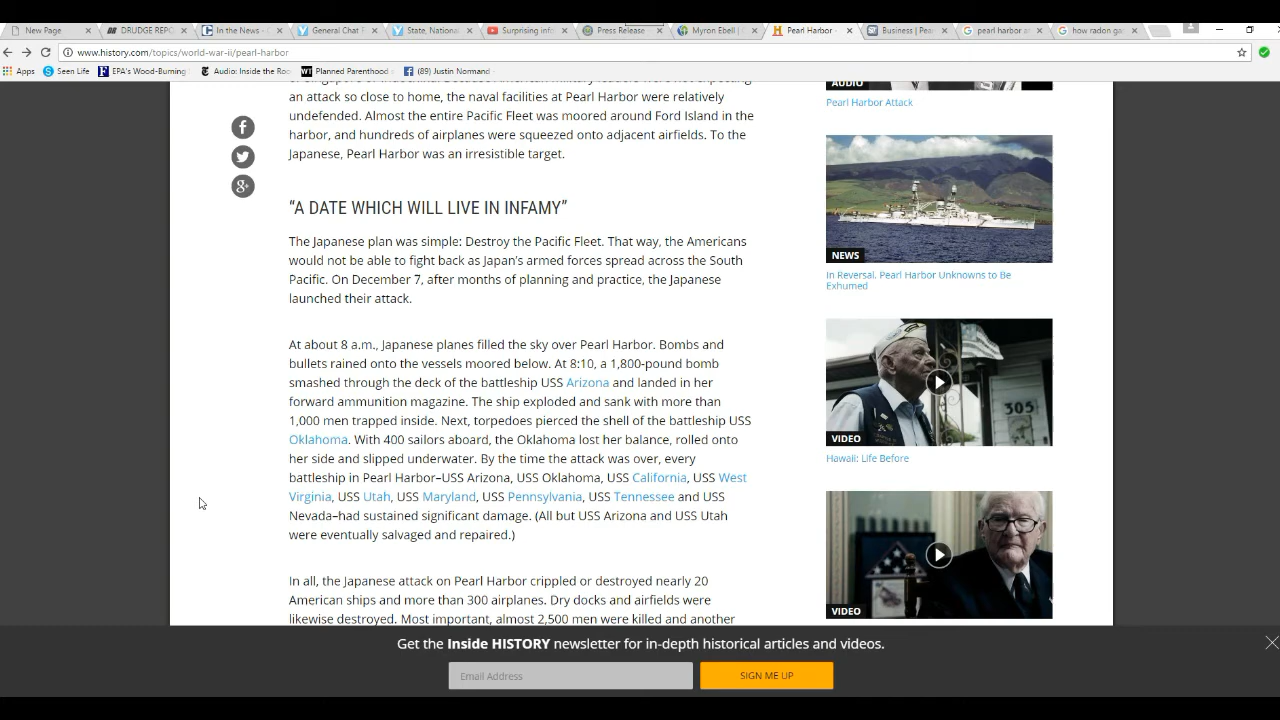 New Page
DRUDGE REPO
In the News - C
General Chat F
State, National
Surprising info
Press Release
Myron Ebell |
Pearl Harbor -
Business | Pea
pearl harbor ar
how radon ga
www.history.com/topics/world-war-ii/pearl-harbor
Apps
Seen Life
EPA's Wood-Burning
Audio: Inside the Roo
Planned Parenthood
(89) Justin Normand
an attack so close to home, the naval facilities at Pearl Harbor were relatively
undefended. Almost the entire Pacific Fleet was moored around Ford Island in the
harbor, and hundreds of airplanes were squeezed onto adjacent airfields. To the
Japanese, Pearl Harbor was an irresistible target.
“A DATE WHICH WILL LIVE IN INFAMY”
The Japanese plan was simple: Destroy the Pacific Fleet. That way, the Americans
would not be able to fight back as Japan’s armed forces spread across the South
Pacific. On December 7, after months of planning and practice, the Japanese
launched their attack.
At about 8 a.m., Japanese planes filled the sky over Pearl Harbor. Bombs and
bullets rained onto the vessels moored below. At 8:10, a 1,800-pound bomb
smashed through the deck of the battleship USS Arizona and landed in her
forward ammunition magazine. The ship exploded and sank with more than
1,000 men trapped inside. Next, torpedoes pierced the shell of the battleship USS
Oklahoma. With 400 sailors aboard, the Oklahoma lost her balance, rolled onto
her side and slipped underwater. By the time the attack was over, every
battleship in Pearl Harbor–USS Arizona, USS Oklahoma, USS California, USS West
Virginia, USS Utah, USS Maryland, USS Pennsylvania, USS Tennessee and USS
Nevada–had sustained significant damage. (All but USS Arizona and USS Utah
were eventually salvaged and repaired.)
In all, the Japanese attack on Pearl Harbor crippled or destroyed nearly 20
American ships and more than 300 airplanes. Dry docks and airfields were
likewise destroyed. Most important, almost 2,500 men were killed and another
AUDIO
Pearl Harbor Attack
NEWS
In Reversal, Pearl Harbor Unknowns to Be
Exhumed
305
VIDEO
Hawaii: Life Before
VIDEO
Get the Inside HISTORY newsletter for in-depth historical articles and videos.
Email Address
SIGN ME UP